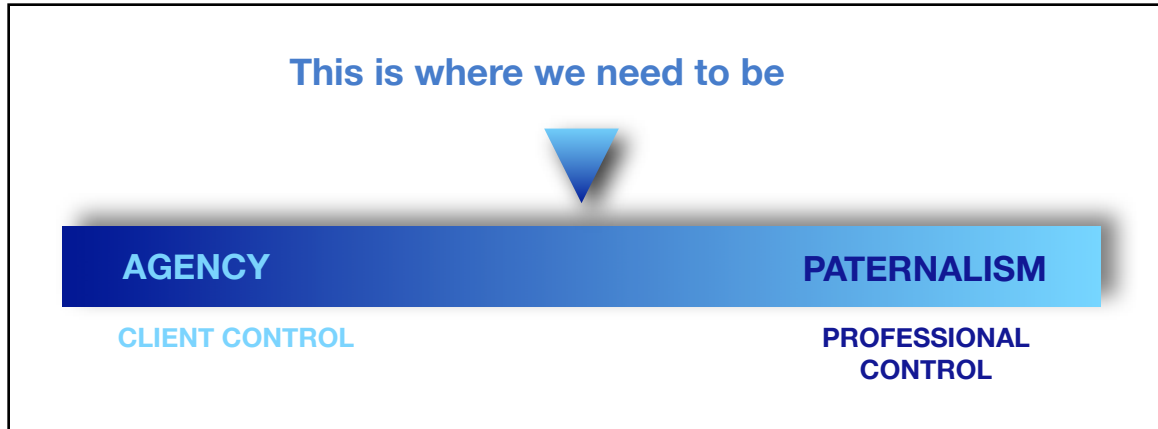 This is where we need to be
AGENCY
PATERNALISM
CLIENT CONTROL
PROFESSIONAL
CONTROL